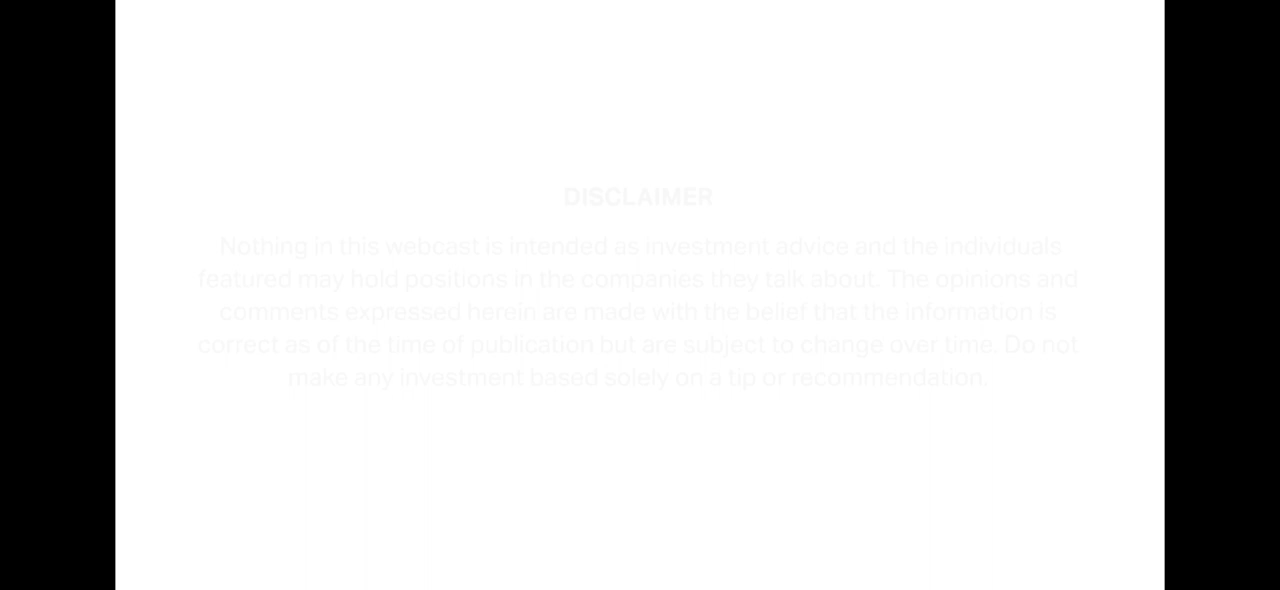 DISCLAIMER
Nothing in this webcast is intended as investment advice and the individuals
featured may hold positions in the companies they talk about. The opinions and
comments expressed herein are made with the belief that the information is
correct as of the time of publication but are subject to change over time. Do not
make any investment based solely on a tip or recommendation.